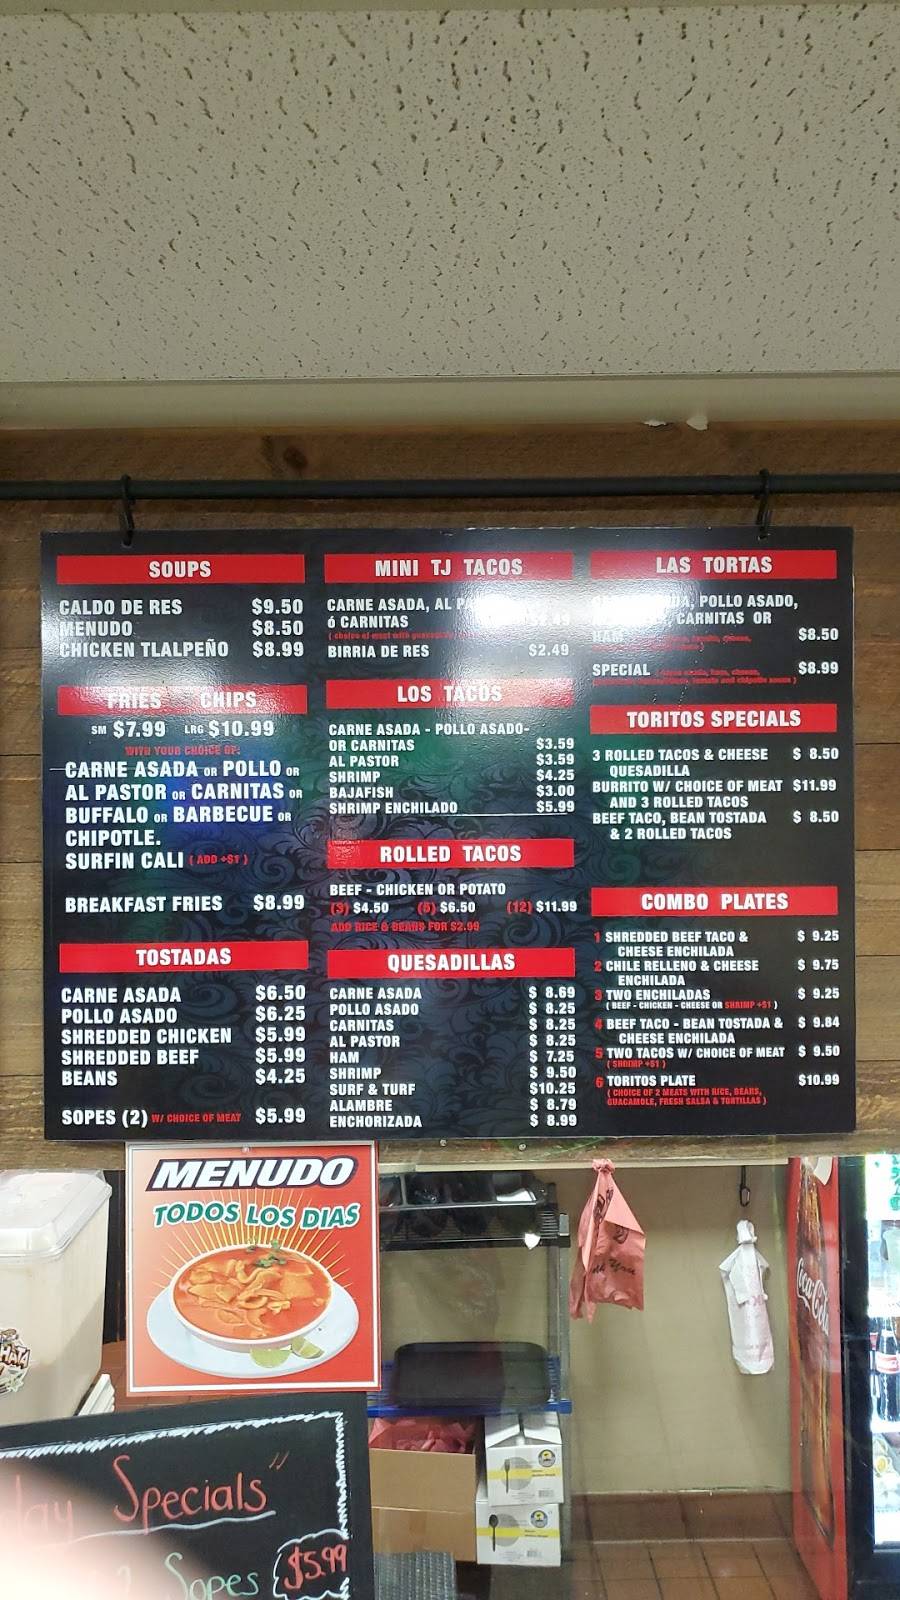 SOUPS
CALDO DE RES $9.50
MENUDO $8.50
CHICKEN TLALPEÑO $8.99
FRIES CHIPS
SM $7.99 LRG $10.99
WITH YOUR CHOICE OF:
CARNE ASADA OR POLLO OR
AL PASTOR OR CARNITAS OR
BUFFALO OR BARBECUE OR
CHIPOTLE.
SURFIN CALI ( ADD +$1 )
BREAKFAST FRIES $8.99
TOSTADAS
CARNE ASADA $6.50
POLLO ASADO $6.25
SHREDDED CHICKEN $5.99
SHREDDED BEEF $5.99
BEANS $4.25
SOPES (2) W/ CHOICE OF MEAT $5.99
MINI TJ TACOS
CARNE ASADA, AL
ó CARNITAS
( choice of meat with
BIRRIA DE RES $2.49
LOS TACOS
CARNE ASADA - POLLO ASADO-
OR CARNITAS $3.59
AL PASTOR $3.59
SHRIMP $4.25
BAJAFISH $3.00
SHRIMP ENCHILADO $5.99
ROLLED TACOS
BEEF - CHICKEN OR POTATO
(3) $4.50 (5) $6.50 (12) $11.99
ADD RICE & BEANS FOR $2.99
QUESADILLAS
CARNE ASADA $ 8.69
POLLO ASADO $ 8.25
CARNITAS $ 8.25
AL PASTOR $ 8.25
HAM $ 7.25
SHRIMP $ 9.50
SURF & TURF $10.25
ALAMBRE $ 8.79
ENCHORIZADA $ 8.99
LAS TORTAS
POLLO ASADO,
CARNITAS OR
HAM $8.50
SPECIAL $8.99
tomato and chipotle sauce )
TORITOS SPECIALS
3 ROLLED TACOS & CHEESE $ 8.50
QUESADILLA
BURRITO W/ CHOICE OF MEAT $11.99
AND 3 ROLLED TACOS
BEEF TACO, BEAN TOSTADA $ 8.50
& 2 ROLLED TACOS
COMBO PLATES
1 SHREDDED BEEF TACO & $ 9.25
CHEESE ENCHILADA
2 CHILE RELLENO & CHEESE $ 9.75
ENCHILADA
3 TWO ENCHILADAS $ 9.25
( BEEF - CHICKEN - CHEESE OR SHRIMP +$1 )
4 BEEF TACO - BEAN TOSTADA & $ 9.84
CHEESE ENCHILADA
5 TWO TACOS W/ CHOICE OF MEAT $ 9.50
( SHRIMP +$1 )
6 TORITOS PLATE $10.99
( CHOICE OF 2 MEATS WITH RICE, BEANS,
GUACAMOLE, FRESH SALSA & TORTILLAS )
MENUDO
TODOS LOS DIAS
Coca-Cola
Specials"
Sopes $5.99